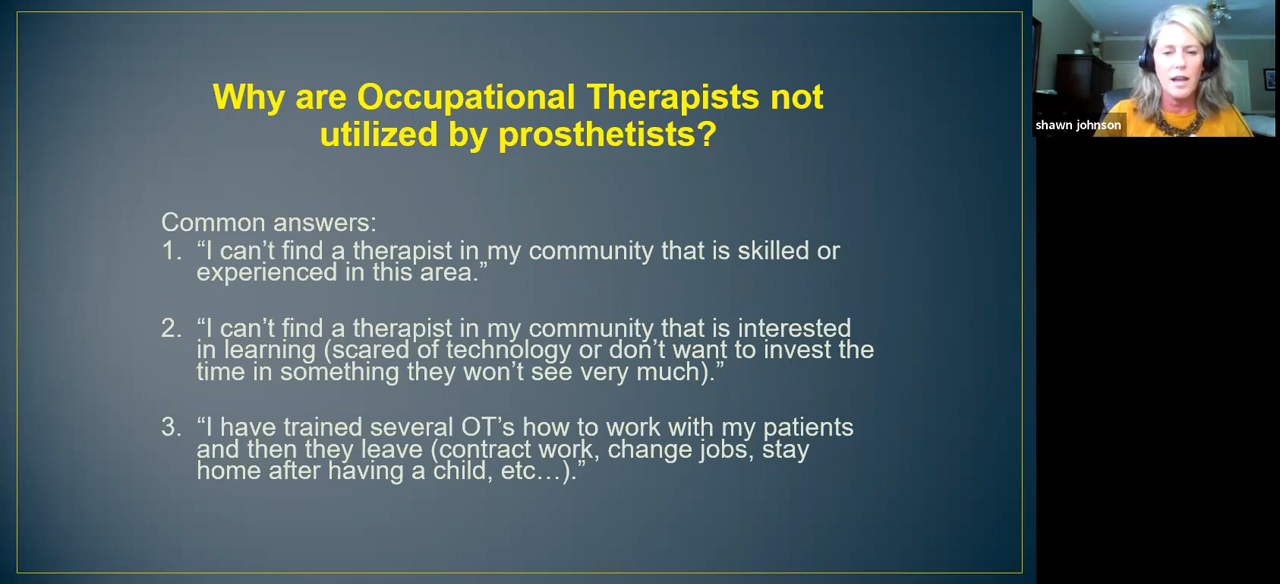 Why are Occupational Therapists not
utilized by prosthetists?
Common answers:
1. “I can’t find a therapist in my community that is skilled or
experienced in this area.”
2. “I can’t find a therapist in my community that is interested
in learning (scared of technology or don’t want to invest the
time in something they won’t see very much).”
3. “I have trained several OT’s how to work with my patients
and then they leave (contract work, change jobs, stay
home after having a child, etc…).”
shawn johnson